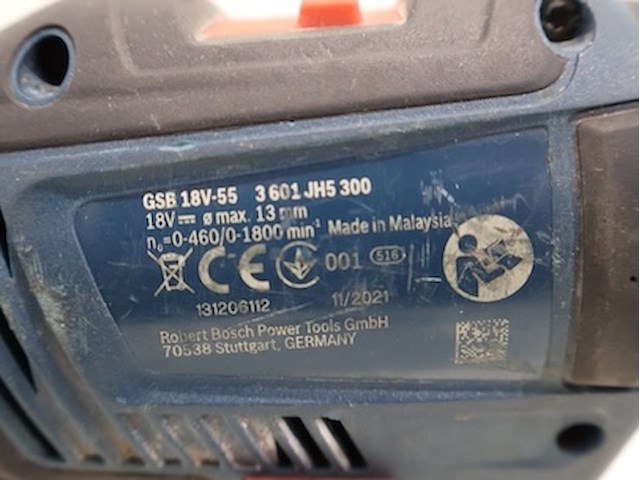 GSB 18V-55 3 601 JH5 300
18V⎓ ø max. 13 mm
n₀=0-460/0-1800 min⁻¹ Made in Malaysia
CE 001 516
131206112 11/2021
Robert Bosch Power Tools GmbH
70538 Stuttgart, GERMANY